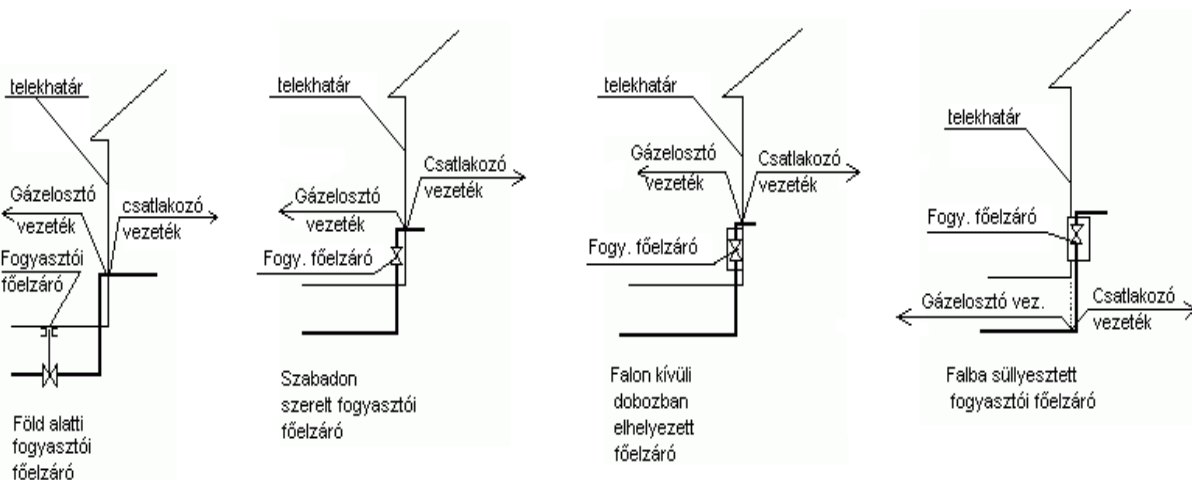 telekhatár
Gázelosztó
vezeték
csatlakozó
vezeték
Fogyasztói
főelzáró
Föld alatti
fogyasztói
főelzáró
telekhatár
Csatlakozó
vezeték
Gázelosztó
vezeték
Fogy. főelzáró
Szabadon
szerelt fogyasztói
főelzáró
telekhatár
Gázelosztó
vezeték
Csatlakozó
vezeték
Fogy. főelzáró
Falon kívüli
dobozban
elhelyezett
főelzáró
telekhatár
Fogy. főelzáró
Gázelosztó vez.
Csatlakozó
vezeték
Falba süllyesztett
fogyasztói főelzáró